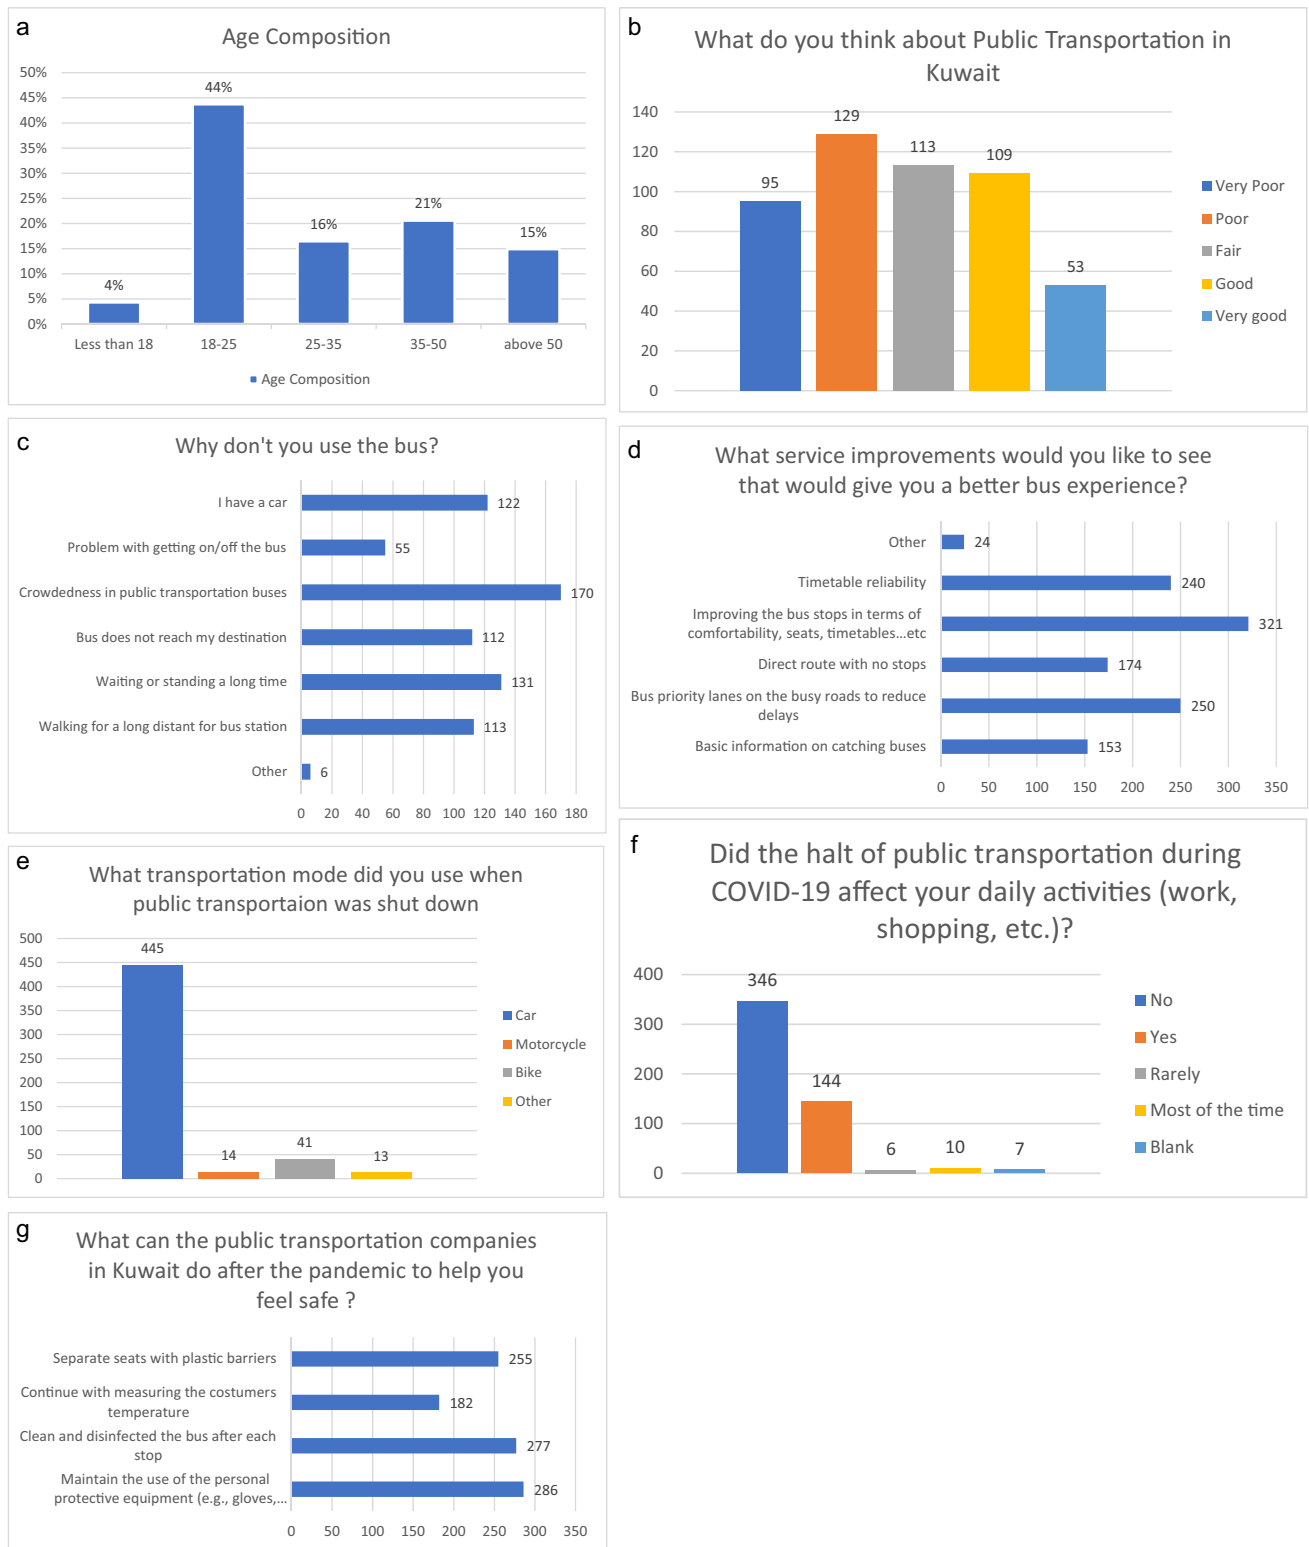 a
Age Composition
50%
45%
40%
35%
30%
25%
20%
15%
10%
5%
0%
4%
44%
16%
21%
15%
Less than 18
18-25
25-35
35-50
above 50
Age Composition
b
What do you think about Public Transportation in
Kuwait
140
120
100
80
60
40
20
0
95
129
113
109
53
Very Poor
Poor
Fair
Good
Very good
c
Why don't you use the bus?
I have a car
122
Problem with getting on/off the bus
55
Crowdedness in public transportation buses
170
Bus does not reach my destination
112
Waiting or standing a long time
131
Walking for a long distant for bus station
113
Other
6
0 20 40 60 80 100 120 140 160 180
d
What service improvements would you like to see
that would give you a better bus experience?
Other
24
Timetable reliability
240
Improving the bus stops in terms of
comfortability, seats, timetables...etc
321
Direct route with no stops
174
Bus priority lanes on the busy roads to reduce
delays
250
Basic information on catching buses
153
0 50 100 150 200 250 300 350
e
What transportation mode did you use when
public transportaion was shut down
500
450
400
350
300
250
200
150
100
50
0
445
14
41
13
Car
Motorcycle
Bike
Other
f
Did the halt of public transportation during
COVID-19 affect your daily activities (work,
shopping, etc.)?
400
300
200
100
0
346
144
6
10
7
No
Yes
Rarely
Most of the time
Blank
g
What can the public transportation companies
in Kuwait do after the pandemic to help you
feel safe ?
Separate seats with plastic barriers
255
Continue with measuring the costumers
temperature
182
Clean and disinfected the bus after each
stop
277
Maintain the use of the personal
protective equipment (e.g., gloves,...
286
0 50 100 150 200 250 300 350